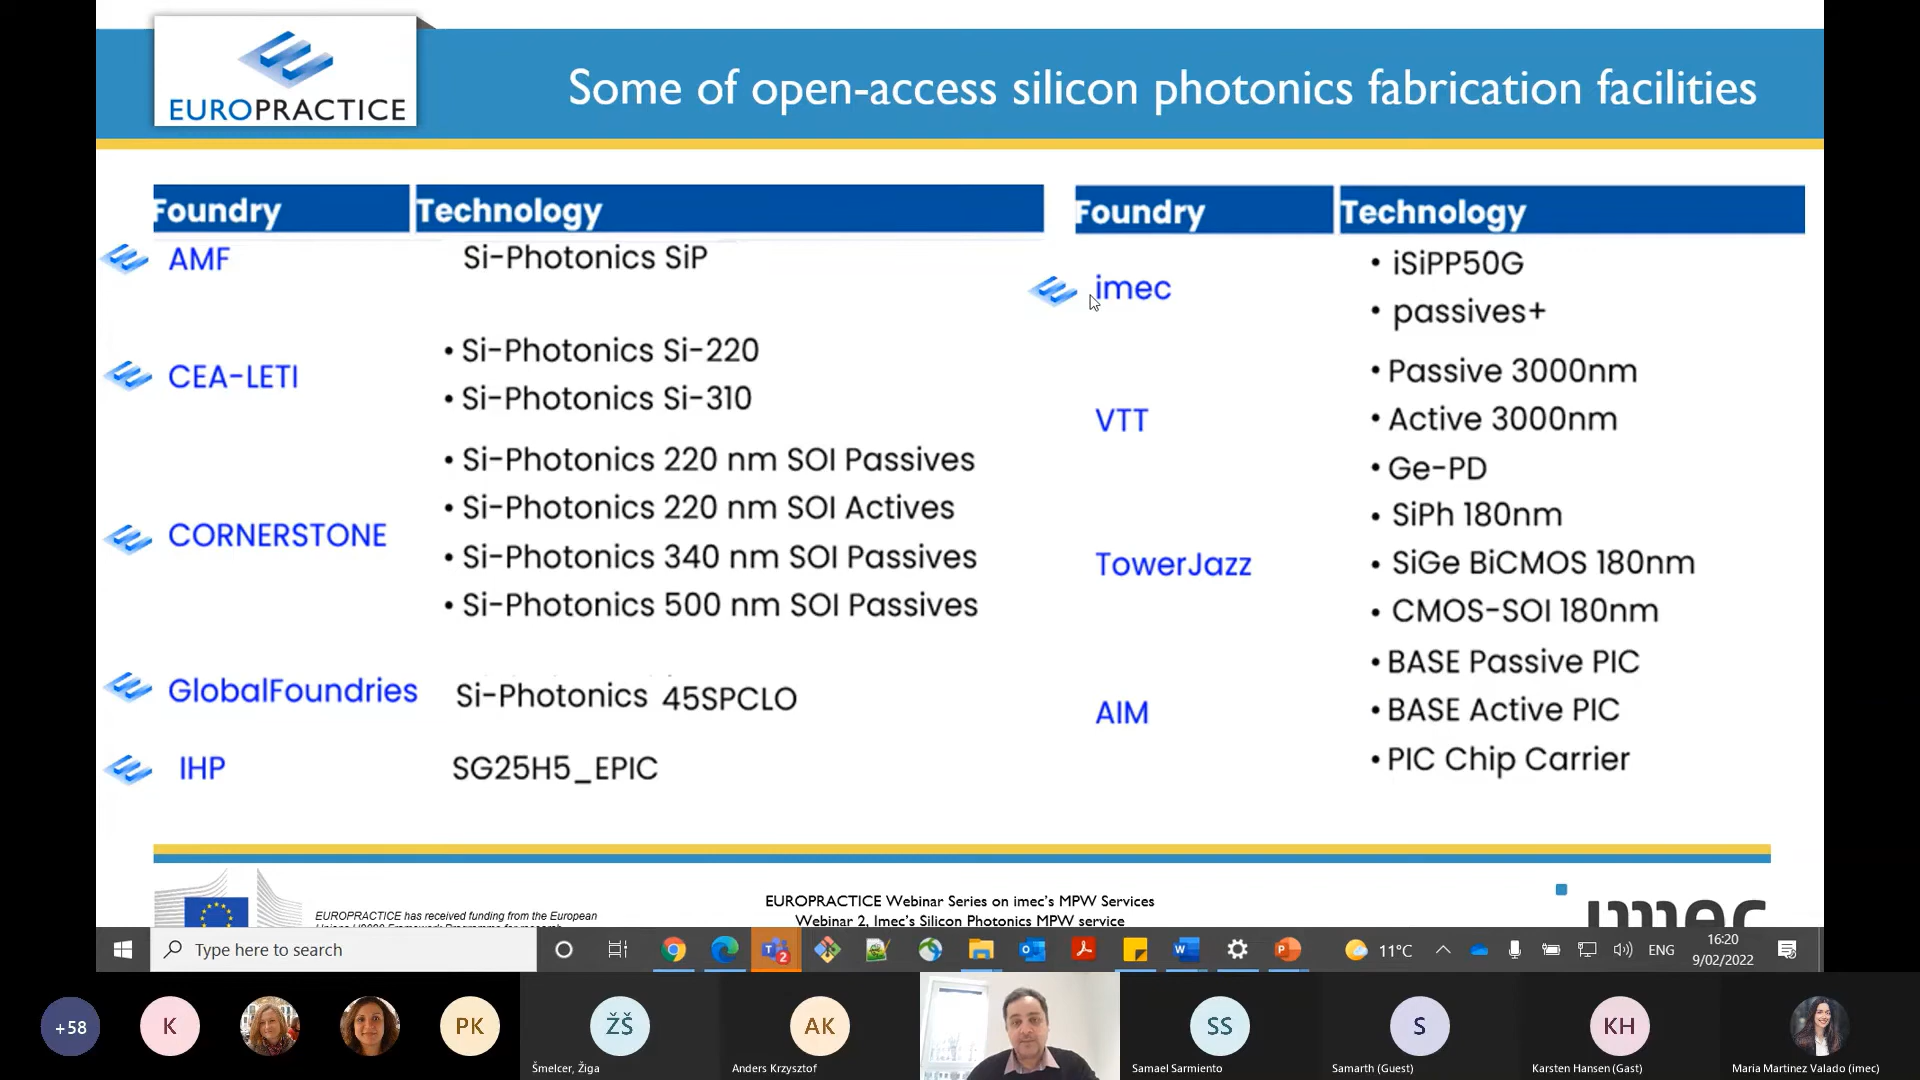 EUROPRACTICE
Some of open-access silicon photonics fabrication facilities
Foundry Technology
AMF Si-Photonics SiP
CEA-LETI
• Si-Photonics Si-220
• Si-Photonics Si-310
CORNERSTONE
• Si-Photonics 220 nm SOI Passives
• Si-Photonics 220 nm SOI Actives
• Si-Photonics 340 nm SOI Passives
• Si-Photonics 500 nm SOI Passives
GlobalFoundries Si-Photonics 45SPCLO
IHP SG25H5_EPIC
Foundry Technology
imec
• iSiPP50G
• passives+
VTT
• Passive 3000nm
• Active 3000nm
• Ge-PD
TowerJazz
• SiPh 180nm
• SiGe BiCMOS 180nm
• CMOS-SOI 180nm
AIM
• BASE Passive PIC
• BASE Active PIC
• PIC Chip Carrier
EUROPRACTICE has received funding from the European
EUROPRACTICE Webinar Series on imec's MPW Services
Webinar 2, Imec's Silicon Photonics MPW service
imec
Type here to search
2
11°C
ENG
16:20
9/02/2022
+58
K
PK
ŽŠ
AK
SS
S
KH
Šmelcer, Žiga
Anders Krzysztof
Samael Sarmiento
Samarth (Guest)
Karsten Hansen (Gast)
Maria Martinez Valado (imec)